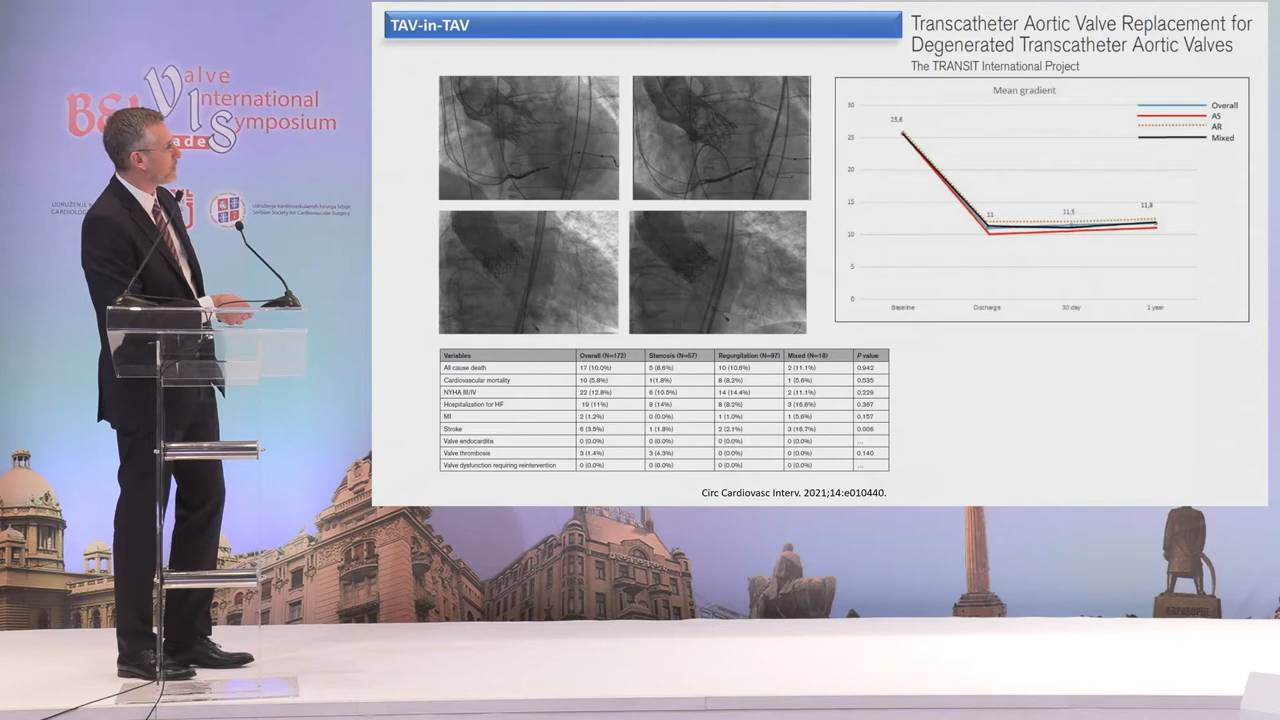 Valve
BELgrade
International
Symposium
UDRUŽENJE K
CARDIOLOG
Udruženje kardiovaskularnih hirurga Srbije
Serbian Society for Cardiovascular Surgery
TAV-in-TAV
Transcatheter Aortic Valve Replacement for
Degenerated Transcatheter Aortic Valves
The TRANSIT International Project
Mean gradient
Overall
AS
AR
Mixed
30
25
20
15
10
5
0
25,6
11
11,5
11,8
Baseline Discharge 30 day 1 year
Variables Overall (N=172) Stenosis (N=57) Regurgitation (N=97) Mixed (N=18) P value
All cause death 17 (10.0%) 5 (8.6%) 10 (10.6%) 2 (11.1%) 0.942
Cardiovascular mortality 10 (5.8%) 1(1.8%) 8 (8.2%) 1 (5.6%) 0.535
NYHA III/IV 22 (12.8%) 6 (10.5%) 14 (14.4%) 2 (11.1%) 0.229
Hospitalization for HF 19 (11%) 8 (14%) 8 (8.2%) 3 (16.6%) 0.367
MI 2 (1.2%) 0 (0.0%) 1 (1.0%) 1 (5.6%) 0.157
Stroke 6 (3.5%) 1 (1.8%) 2 (2.1%) 3 (16.7%) 0.006
Valve endocarditis 0 (0.0%) 0 (0.0%) 0 (0.0%) 0 (0.0%) ...
Valve thrombosis 3 (1.4%) 3 (4.3%) 0 (0.0%) 0 (0.0%) 0.140
Valve dysfunction requiring reintervention 0 (0.0%) 0 (0.0%) 0 (0.0%) 0 (0.0%) ...
Circ Cardiovasc Interv. 2021;14:e010440.